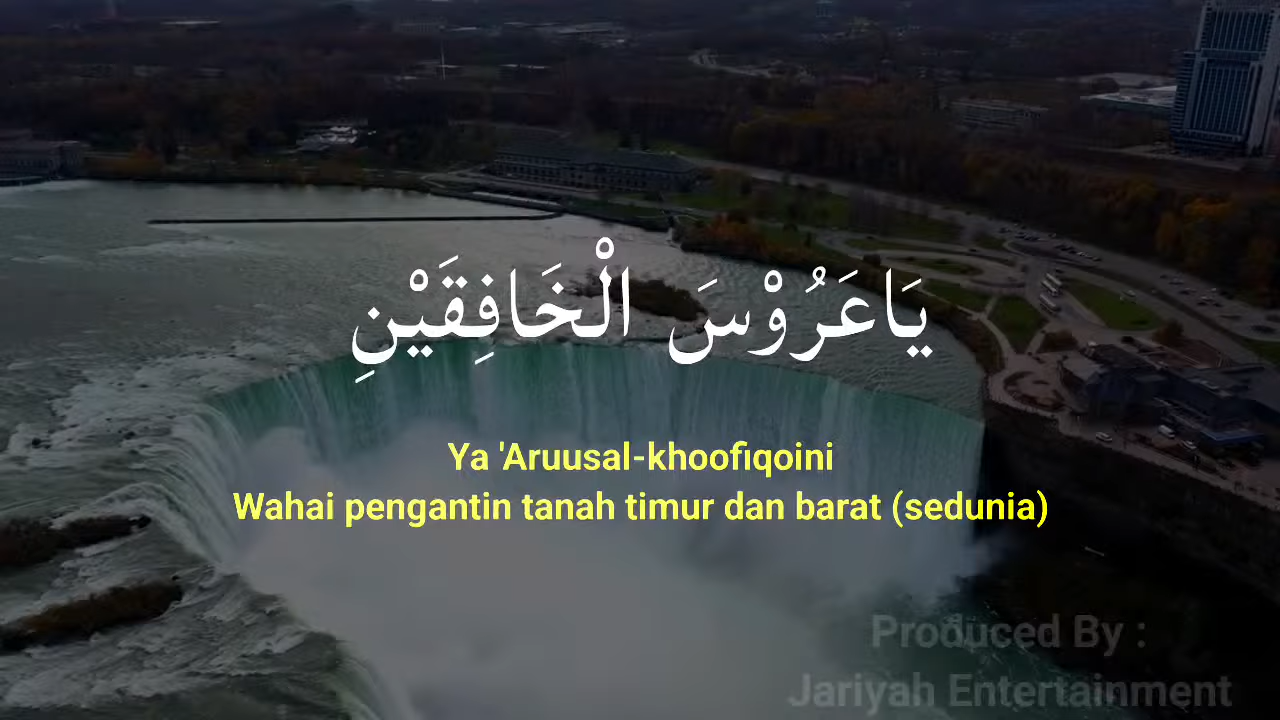 يَاعَرُوْسَ الْخَافِقَيْنِ
Ya 'Aruusal-khoofiqoini
Wahai pengantin tanah timur dan barat (sedunia)
Produced By :
Jariyah Entertainment